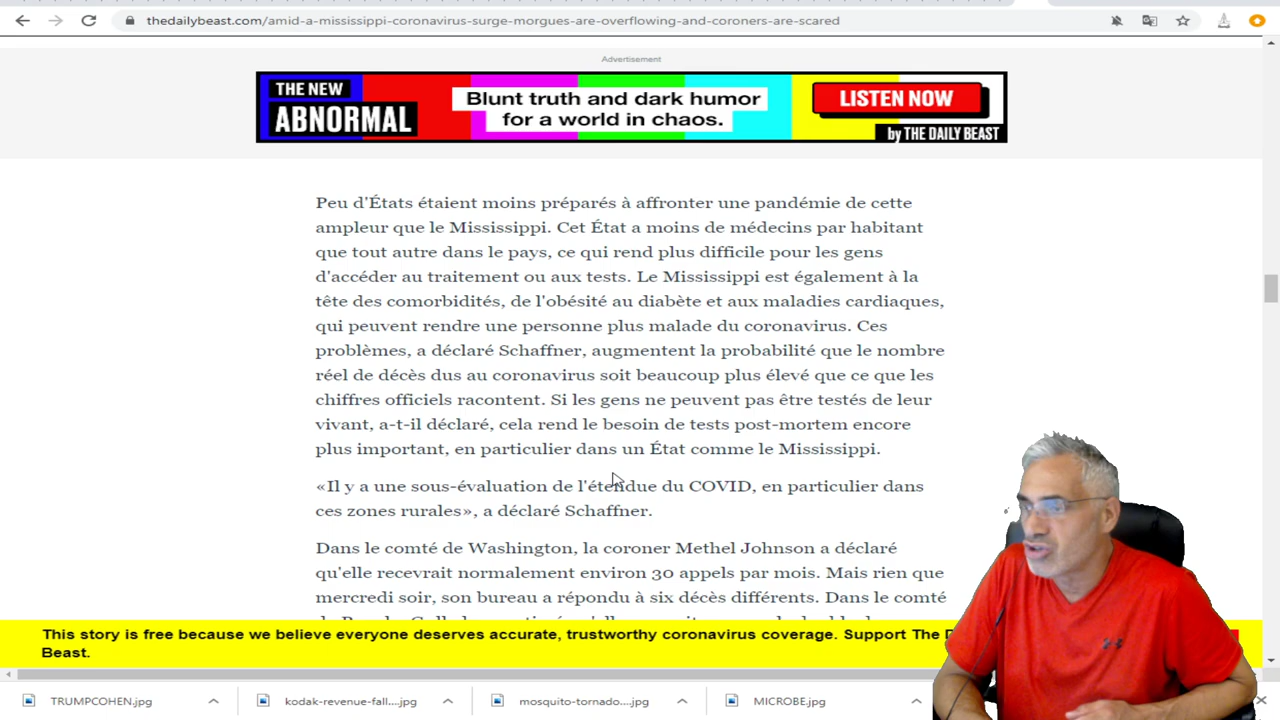 thedailybeast.com/amid-a-mississippi-coronavirus-surge-morgues-are-overflowing-and-coroners-are-scared
Advertisement
THE NEW
ABNORMAL
Blunt truth and dark humor
for a world in chaos.
LISTEN NOW
by THE DAILY BEAST
Peu d'États étaient moins préparés à affronter une pandémie de cette
ampleur que le Mississippi. Cet État a moins de médecins par habitant
que tout autre dans le pays, ce qui rend plus difficile pour les gens
d'accéder au traitement ou aux tests. Le Mississippi est également à la
tête des comorbidités, de l'obésité au diabète et aux maladies cardiaques,
qui peuvent rendre une personne plus malade du coronavirus. Ces
problèmes, a déclaré Schaffner, augmentent la probabilité que le nombre
réel de décès dus au coronavirus soit beaucoup plus élevé que ce que les
chiffres officiels racontent. Si les gens ne peuvent pas être testés de leur
vivant, a-t-il déclaré, cela rend le besoin de tests post-mortem encore
plus important, en particulier dans un État comme le Mississippi.
«Il y a une sous-évaluation de l'étendue du COVID, en particulier dans
ces zones rurales», a déclaré Schaffner.
Dans le comté de Washington, la coroner Methel Johnson a déclaré
qu'elle recevrait normalement environ 30 appels par mois. Mais rien que
mercredi soir, son bureau a répondu à six décès différents. Dans le comté
This story is free because we believe everyone deserves accurate, trustworthy coronavirus coverage. Support The D
Beast.
TRUMPCOHEN.jpg
kodak-revenue-fall....jpg
mosquito-tornado....jpg
MICROBE.jpg